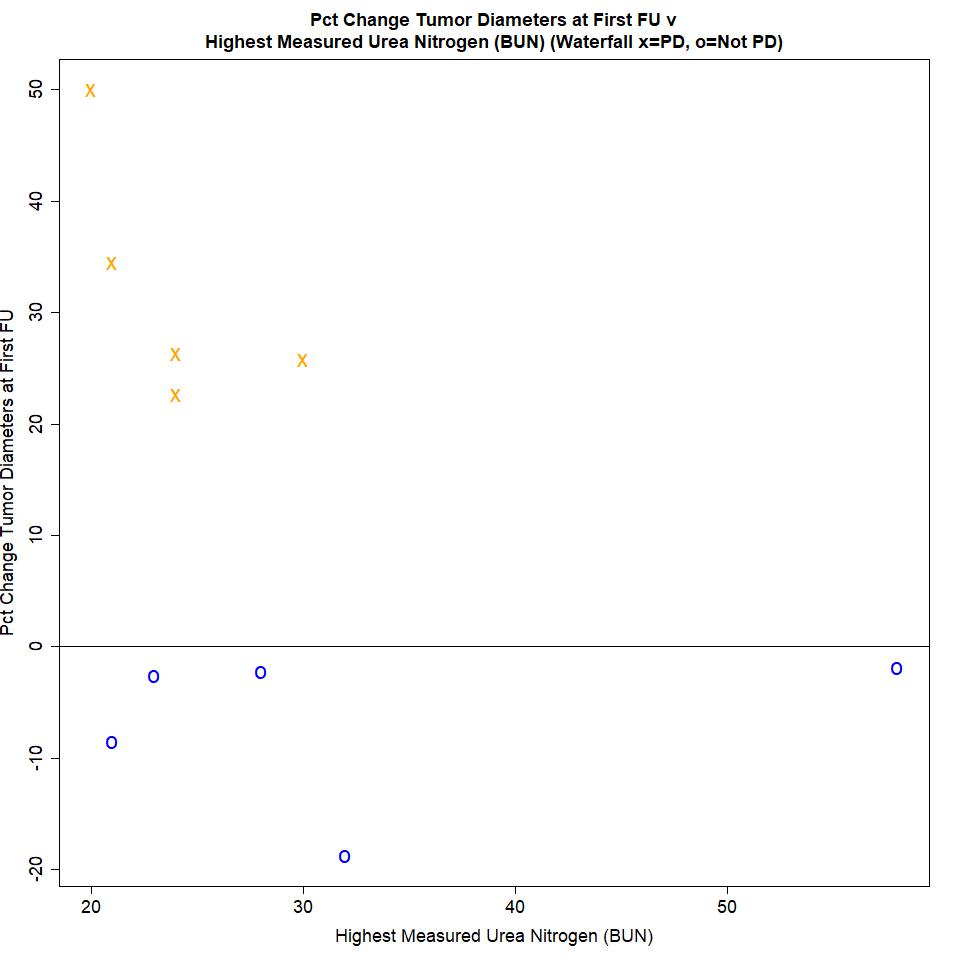 Pct Change Tumor Diameters at First FU v
Highest Measured Urea Nitrogen (BUN) (Waterfall x=PD, o=Not PD)
Pct Change Tumor Diameters at First FU
50
40
30
20
10
0
-10
-20
X
X
X
X
X
O
O
O
O
O
20 30 40 50
Highest Measured Urea Nitrogen (BUN)